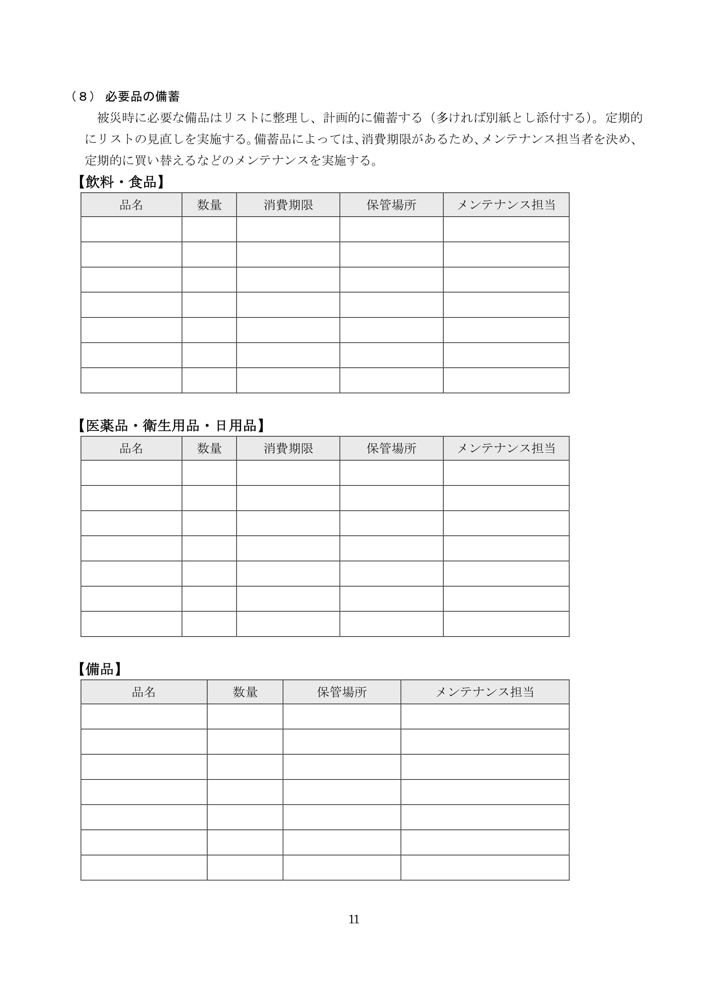 （８） 必要品の備蓄
被災時に必要な備品はリストに整理し、計画的に備蓄する（多ければ別紙とし添付する）。定期的
にリストの見直しを実施する。備蓄品によっては、消費期限があるため、メンテナンス担当者を決め、
定期的に買い替えるなどのメンテナンスを実施する。
【飲料・食品】
品名 数量 消費期限 保管場所 メンテナンス担当
【医薬品・衛生用品・日用品】
品名 数量 消費期限 保管場所 メンテナンス担当
【備品】
品名 数量 保管場所 メンテナンス担当
11